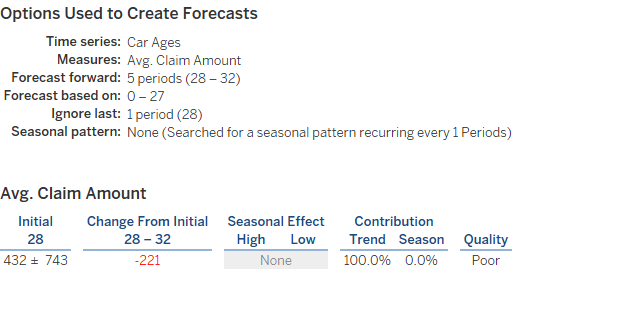 Options Used to Create Forecasts
Time series: Car Ages
Measures: Avg. Claim Amount
Forecast forward: 5 periods (28 – 32)
Forecast based on: 0 – 27
Ignore last: 1 period (28)
Seasonal pattern: None (Searched for a seasonal pattern recurring every 1 Periods)
Avg. Claim Amount
Initial Change From Initial Seasonal Effect Contribution
28 28 – 32 High Low Trend Season Quality
432 ± 743 -221 None 100.0% 0.0% Poor